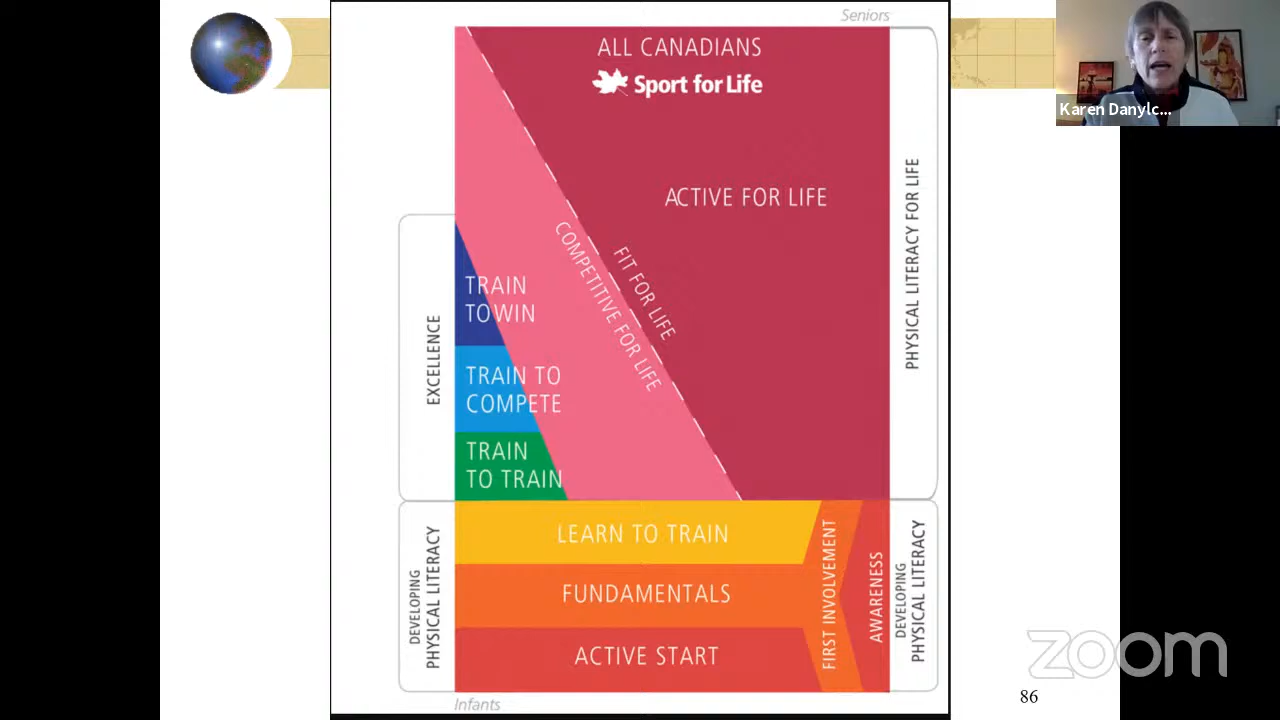 Seniors
ALL CANADIANS
Sport for Life
Karen Danylc...
ACTIVE FOR LIFE
PHYSICAL LITERACY FOR LIFE
FIT FOR LIFE
COMPETITIVE FOR LIFE
EXCELLENCE
TRAIN
TO WIN
TRAIN TO
COMPETE
TRAIN
TO TRAIN
DEVELOPING
PHYSICAL LITERACY
LEARN TO TRAIN
FUNDAMENTALS
ACTIVE START
FIRST INVOLVEMENT
AWARENESS
DEVELOPING
PHYSICAL LITERACY
Infants
zoom
86